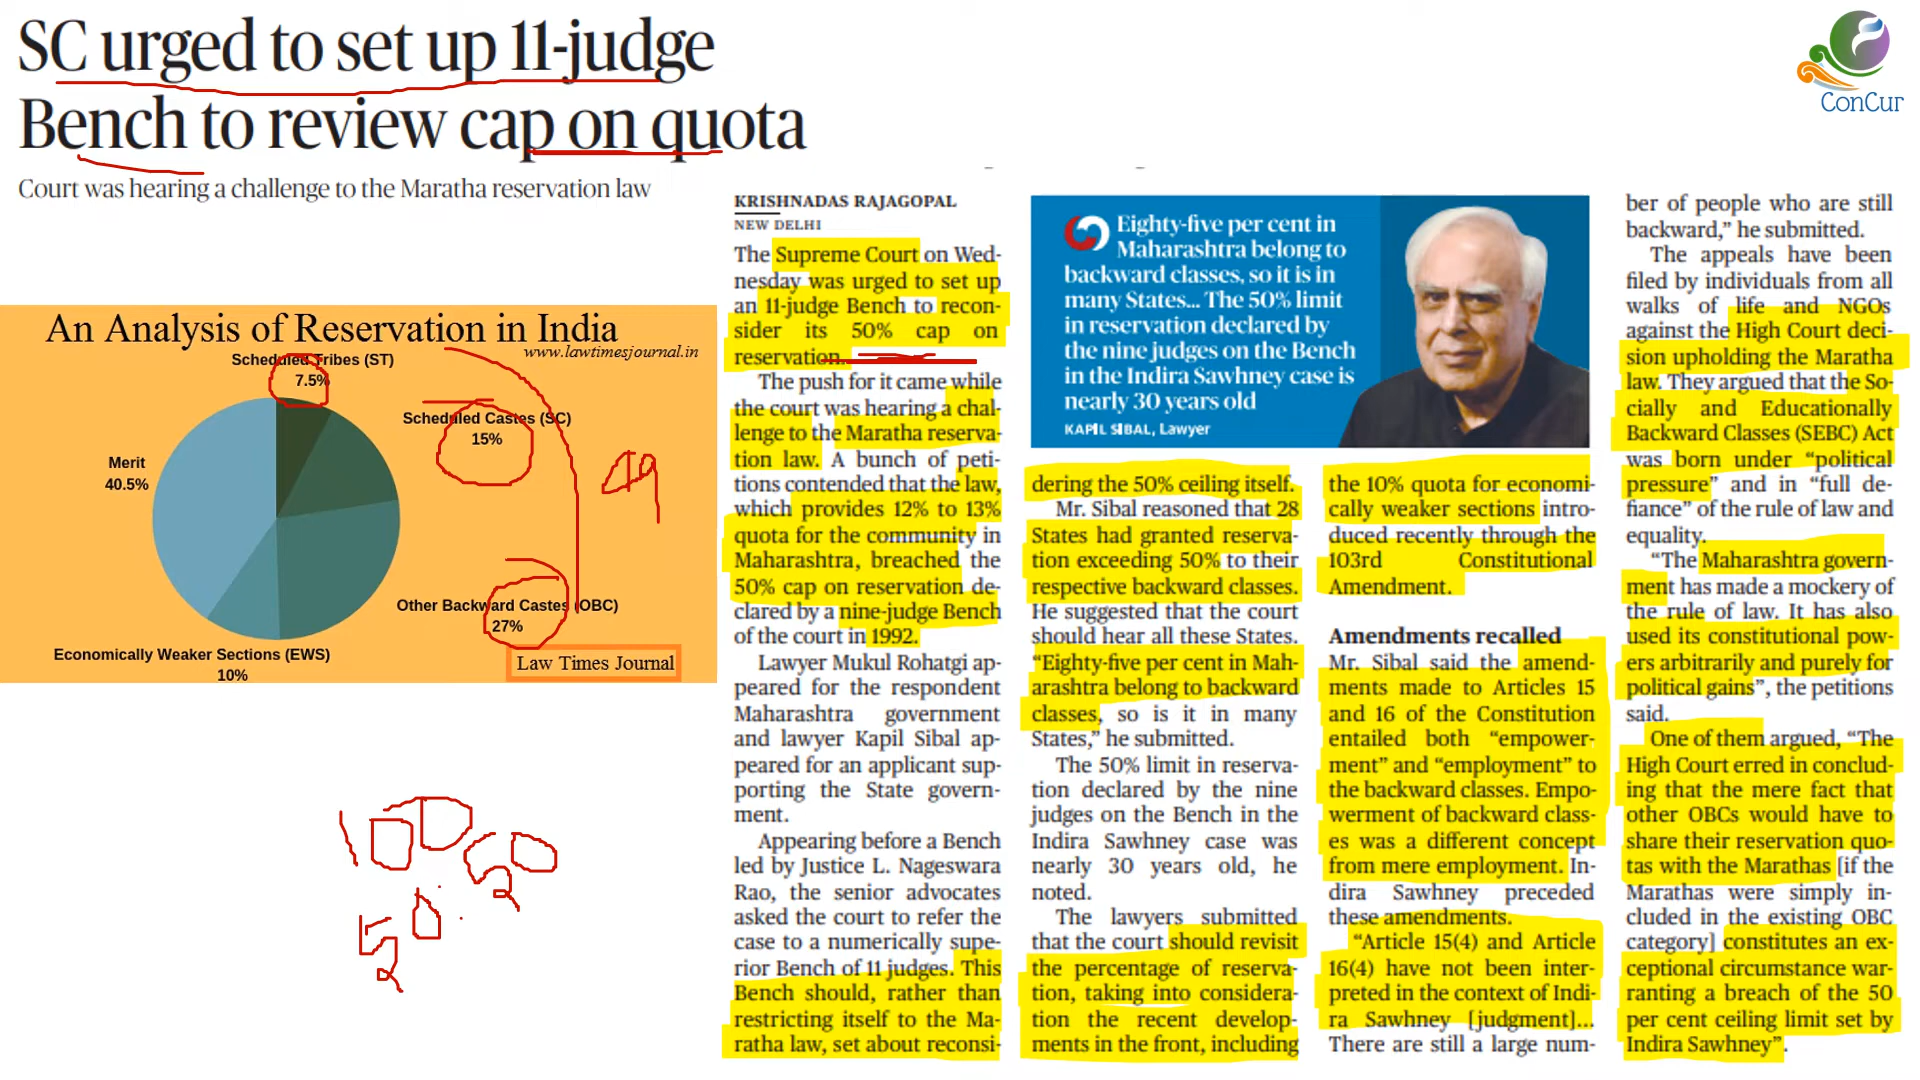 SC urged to set up 11-judge
Bench to review cap on quota
Court was hearing a challenge to the Maratha reservation law
ConCur
An Analysis of Reservation in India
www.lawtimesjournal.in
Scheduled Tribes (ST)
7.5%
Scheduled Castes (SC)
15%
Merit
40.5%
Other Backward Castes (OBC)
27%
Economically Weaker Sections (EWS)
10%
Law Times Journal
49
KRISHNADAS RAJAGOPAL
NEW DELHI
The Supreme Court on Wed-
nesday was urged to set up
an 11-judge Bench to recon-
sider its 50% cap on
reservation.
The push for it came while
the court was hearing a chal-
lenge to the Maratha reserva-
tion law. A bunch of peti-
tions contended that the law,
which provides 12% to 13%
quota for the community in
Maharashtra, breached the
50% cap on reservation de-
clared by a nine-judge Bench
of the court in 1992.
Lawyer Mukul Rohatgi ap-
peared for the respondent
Maharashtra government
and lawyer Kapil Sibal ap-
peared for an applicant sup-
porting the State govern-
ment.
Appearing before a Bench
led by Justice L. Nageswara
Rao, the senior advocates
asked the court to refer the
case to a numerically supe-
rior Bench of 11 judges. This
Bench should, rather than
restricting itself to the Ma-
ratha law, set about reconsi-
Eighty-five per cent in
Maharashtra belong to
backward classes, so it is in
many States... The 50% limit
in reservation declared by
the nine judges on the Bench
in the Indira Sawhney case is
nearly 30 years old
KAPIL SIBAL, Lawyer
dering the 50% ceiling itself.
Mr. Sibal reasoned that 28
States had granted reserva-
tion exceeding 50% to their
respective backward classes.
He suggested that the court
should hear all these States.
“Eighty-five per cent in Mah-
arashtra belong to backward
classes, so is it in many
States,” he submitted.
The 50% limit in reserva-
tion declared by the nine
judges on the Bench in the
Indira Sawhney case was
nearly 30 years old, he
noted.
The lawyers submitted
that the court should revisit
the percentage of reserva-
tion, taking into considera-
tion the recent develop-
ments in the front, including
the 10% quota for economi-
cally weaker sections intro-
duced recently through the
103rd Constitutional
Amendment.
Amendments recalled
Mr. Sibal said the amend-
ments made to Articles 15
and 16 of the Constitution
entailed both “empower-
ment” and “employment” to
the backward classes. Empo-
werment of backward class-
es was a different concept
from mere employment. In-
dira Sawhney preceded
these amendments.
“Article 15(4) and Article
16(4) have not been inter-
preted in the context of Indi-
ra Sawhney [judgment]...
There are still a large num-
ber of people who are still
backward,” he submitted.
The appeals have been
filed by individuals from all
walks of life and NGOs
against the High Court deci-
sion upholding the Maratha
law. They argued that the So-
cially and Educationally
Backward Classes (SEBC) Act
was born under “political
pressure” and in “full de-
fiance” of the rule of law and
equality.
“The Maharashtra govern-
ment has made a mockery of
the rule of law. It has also
used its constitutional pow-
ers arbitrarily and purely for
political gains”, the petitions
said.
One of them argued, “The
High Court erred in conclud-
ing that the mere fact that
other OBCs would have to
share their reservation quo-
tas with the Marathas [if the
Marathas were simply in-
cluded in the existing OBC
category] constitutes an ex-
ceptional circumstance war-
ranting a breach of the 50
per cent ceiling limit set by
Indira Sawhney”.